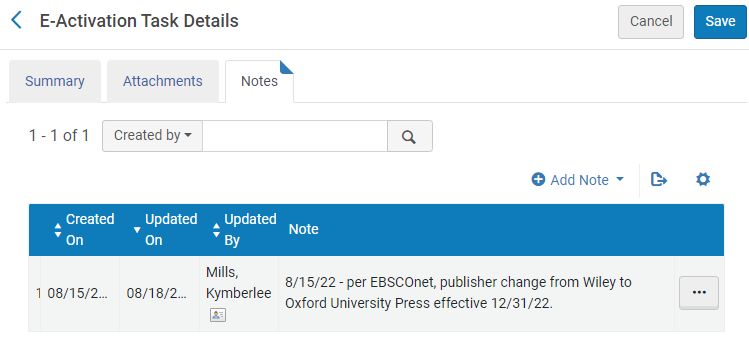 E-Activation Task Details
Cancel
Save
Summary
Attachments
Notes
1 - 1 of 1
Created by
Add Note
Created On
Updated On
Updated By
Note
1
08/15/2...
08/18/2...
Mills,
Kymberlee
8/15/22 - per EBSCOnet, publisher change from Wiley to
Oxford University Press effective 12/31/22.